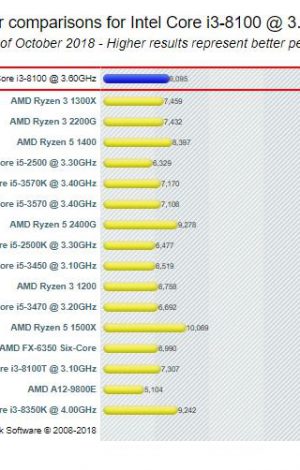 r comparisons for Intel Core i3-8100 @ 3.
of October 2018 - Higher results represent better pe
Core i3-8100 @ 3.60GHz 8,095
AMD Ryzen 3 1300X 7,459
AMD Ryzen 3 2200G 7,432
AMD Ryzen 5 1400 8,397
ore i5-2500 @ 3.30GHz 6,329
ore i5-3570K @ 3.40GHz 7,170
ore i5-3570 @ 3.40GHz 7,108
AMD Ryzen 5 2400G 9,278
ore i5-2500K @ 3.30GHz 6,477
ore i5-3450 @ 3.10GHz 6,519
AMD Ryzen 3 1200 6,758
ore i5-3470 @ 3.20GHz 6,692
AMD Ryzen 5 1500X 10,069
AMD FX-6350 Six-Core 6,990
ore i3-8100T @ 3.10GHz 7,307
AMD A12-9800E 5,104
ore i3-8350K @ 4.00GHz 9,242
k Software © 2008-2018